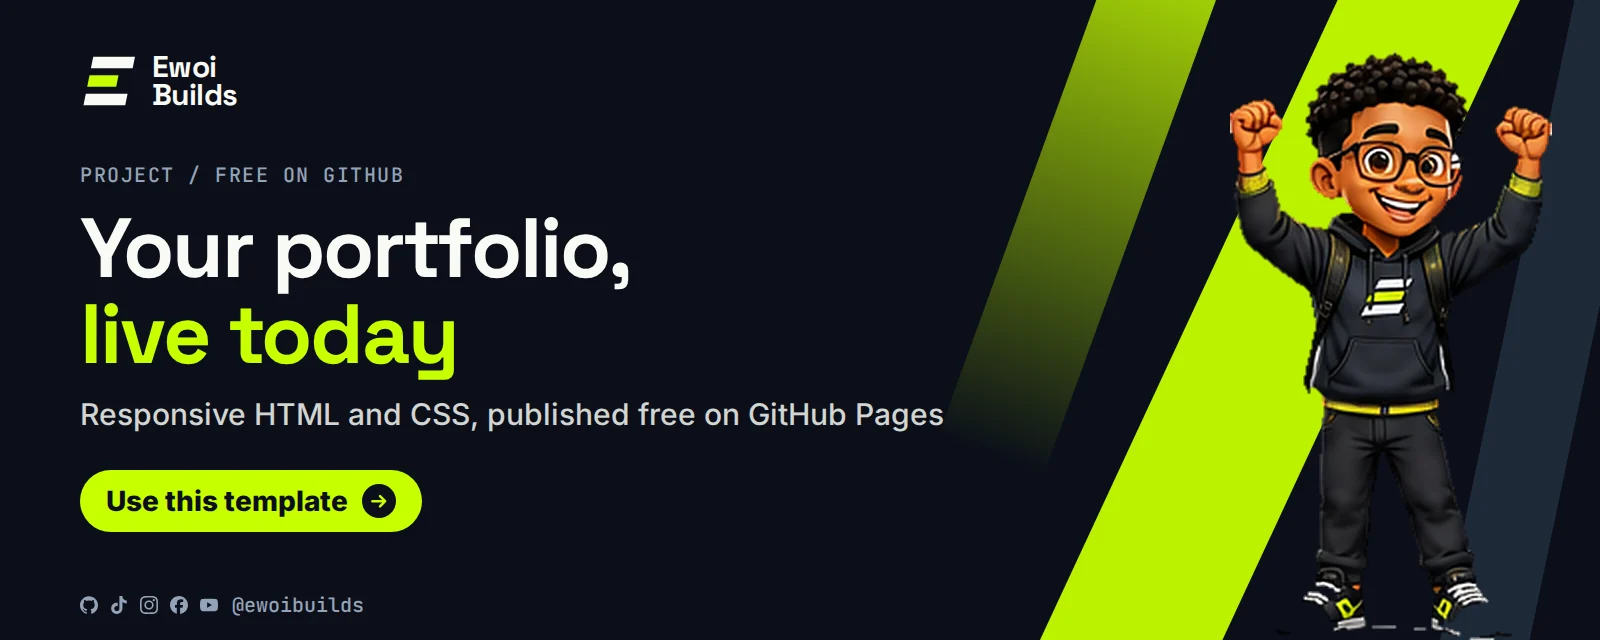 Ewoi
Builds
PROJECT / FREE ON GITHUB
Your portfolio,
live today
Responsive HTML and CSS, published free on GitHub Pages
Use this template
@ewoibuilds